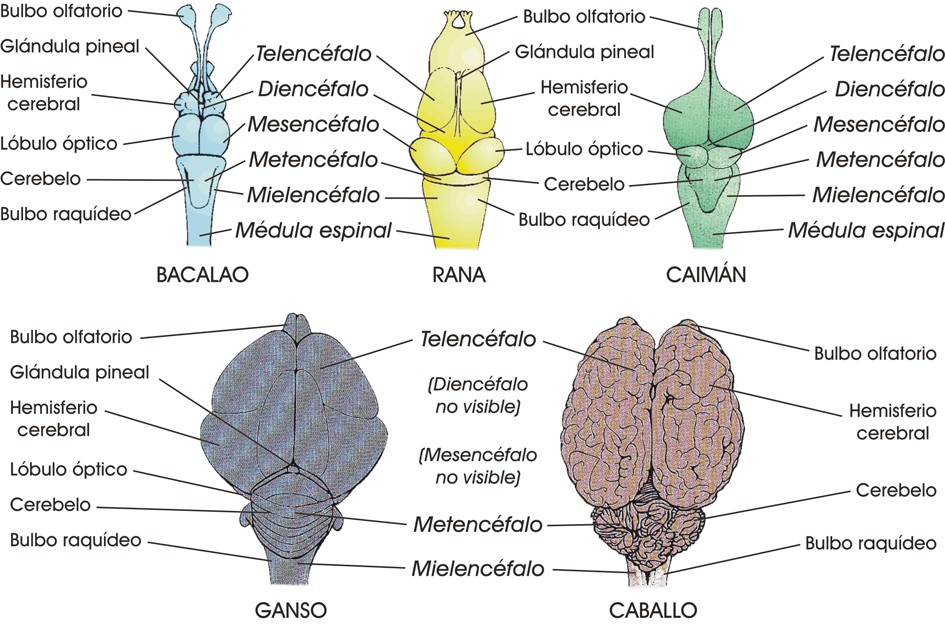 Bulbo olfatorio
Glándula pineal
Hemisferio
cerebral
Lóbulo óptico
Cerebelo
Bulbo raquídeo
Telencéfalo
Diencéfalo
Mesencéfalo
Metencéfalo
Mielencéfalo
Médula espinal
Bulbo olfatorio
Glándula pineal
Hemisferio
cerebral
Lóbulo óptico
Cerebelo
Bulbo raquídeo
Telencéfalo
Diencéfalo
Mesencéfalo
Metencéfalo
Mielencéfalo
Médula espinal
BACALAO
RANA
CAIMÁN
Bulbo olfatorio
Glándula pineal
Hemisferio
cerebral
Lóbulo óptico
Cerebelo
Bulbo raquídeo
Telencéfalo
(Diencéfalo
no visible)
(Mesencéfalo
no visible)
Metencéfalo
Mielencéfalo
Bulbo olfatorio
Hemisferio
cerebral
Cerebelo
Bulbo raquídeo
GANSO
CABALLO